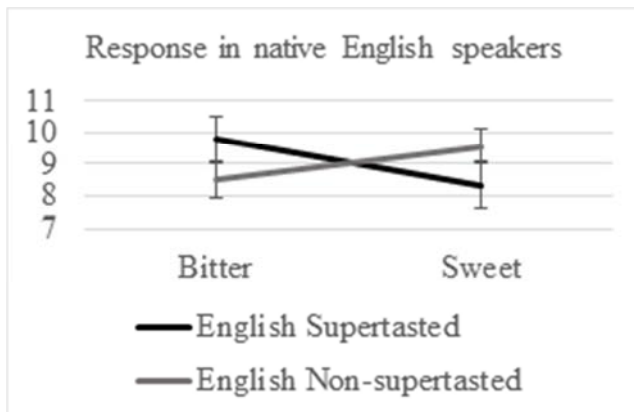 Response in native English speakers
11
10
9
8
7
Bitter Sweet
English Supertasted
English Non-supertasted